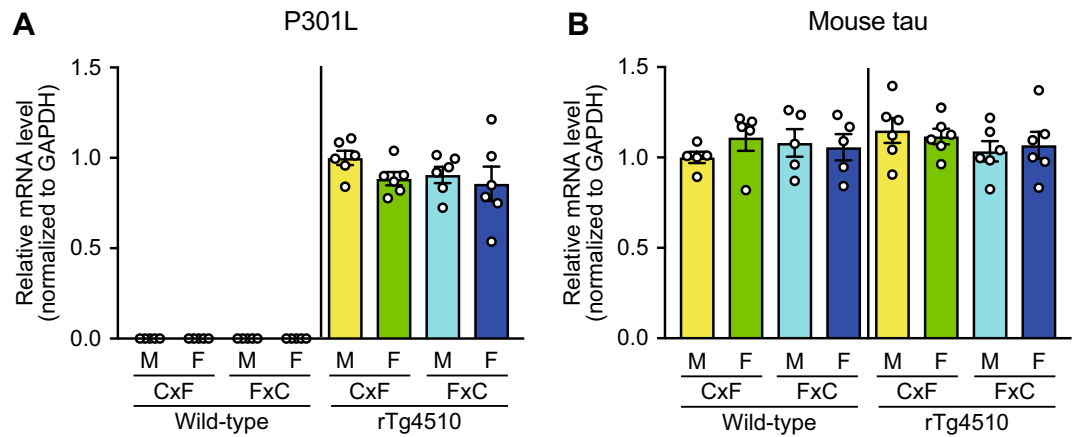 A
P301L
Relative mRNA level
(normalized to GAPDH)
1.5
1.0
0.5
0.0
M F M F M F M F
CxF FxC CxF FxC
Wild-type rTg4510
B
Mouse tau
Relative mRNA level
(normalized to GAPDH)
1.5
1.0
0.5
0.0
M F M F M F M F
CxF FxC CxF FxC
Wild-type rTg4510